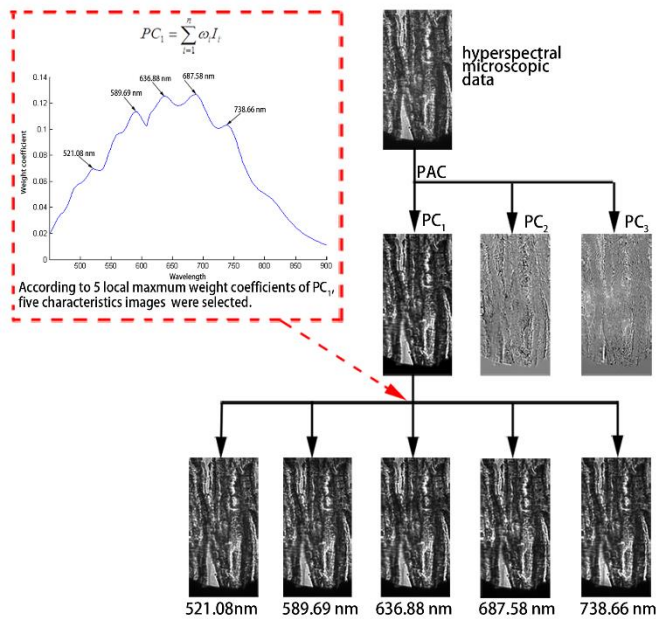 PC₁ = ∑ᵢ₌₁ⁿ ωᵢIᵢ
hyperspectral
microscopic
data
0.14
0.12
0.1
0.08
0.06
0.04
0.02
0
Weight coefficient
521.08 nm
589.69 nm
636.88 nm
687.58 nm
738.66 nm
500 550 600 650 700 750 800 850 900
Wavelength
According to 5 local maxmum weight coefficients of PC₁,
five characteristics images were selected.
PAC
PC₁ PC₂ PC₃
521.08nm 589.69 nm 636.88 nm 687.58 nm 738.66 nm